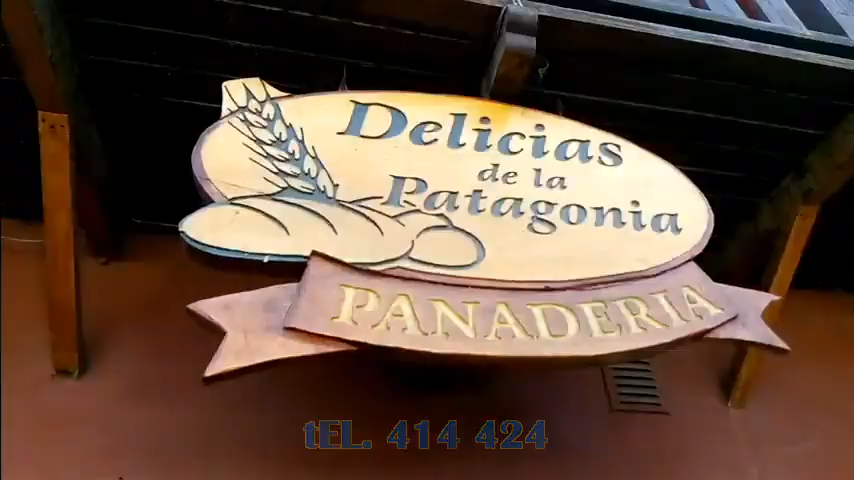 Delicias
de la
Patagonia
PANADERIA
tEL. 414 424